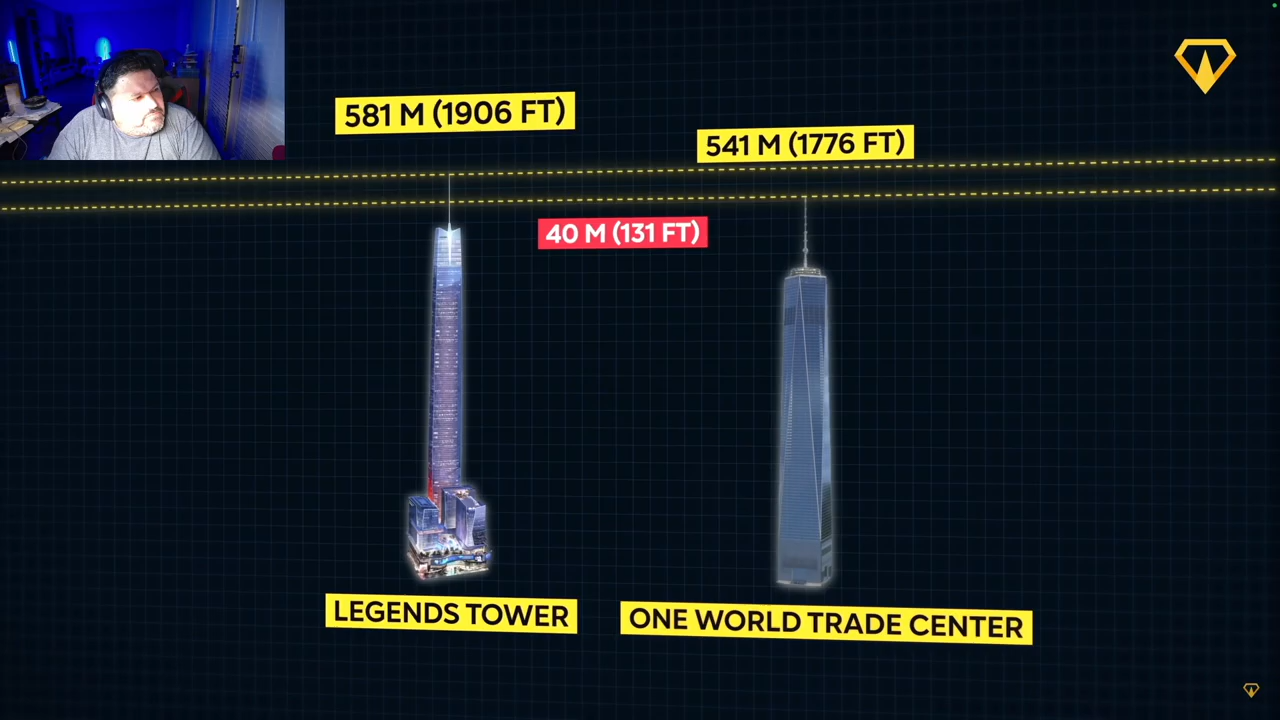 581 M (1906 FT)
541 M (1776 FT)
40 M (131 FT)
LEGENDS TOWER
ONE WORLD TRADE CENTER